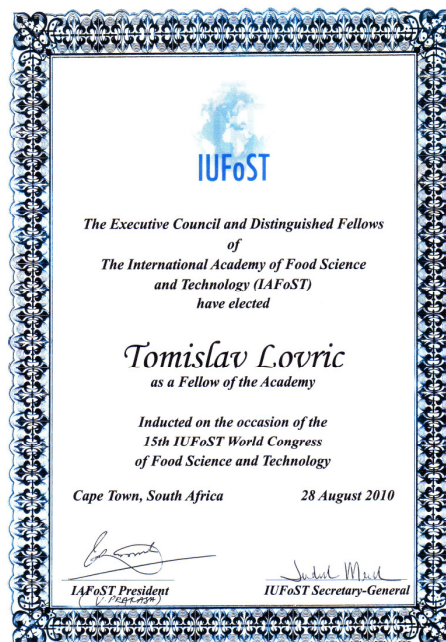 IUFoST
The Executive Council and Distinguished Fellows
of
The International Academy of Food Science
and Technology (IAFoST)
have elected
Tomislav Lovric
as a Fellow of the Academy
Inducted on the occasion of the
15th IUFoST World Congress
of Food Science and Technology
Cape Town, South Africa 28 August 2010
IAFoST President IUFoST Secretary-General
(V. PRAKASH)